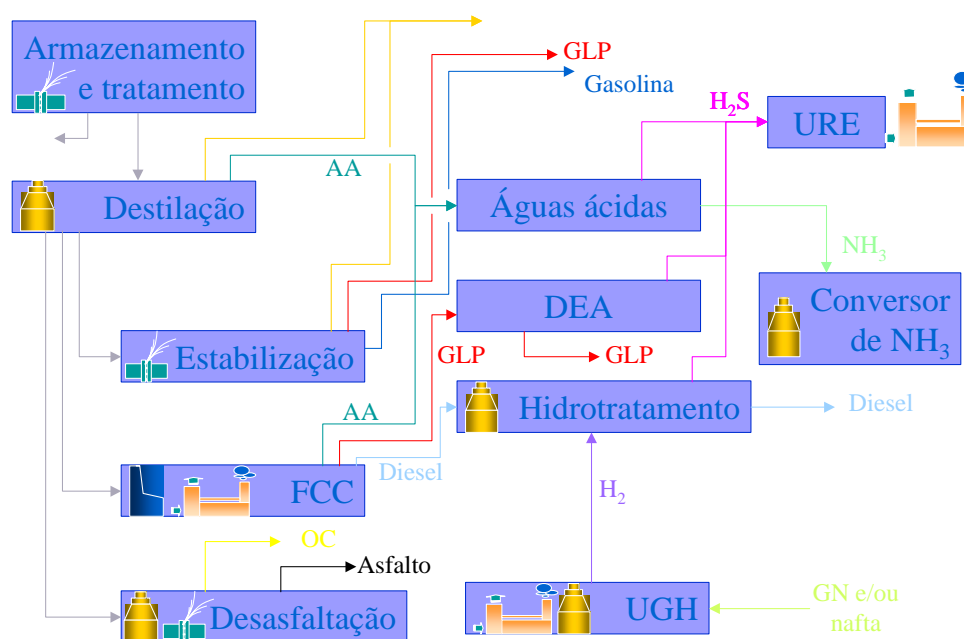 Armazenamento
e tratamento
GLP
Gasolina
H₂S
URE
AA
Destilação
Águas ácidas
NH₃
DEA
Conversor
de NH₃
Estabilização
GLP
GLP
AA
Hidrotratamento
Diesel
Diesel
FCC
H₂
OC
Asfalto
Desasfaltação
UGH
GN e/ou
nafta